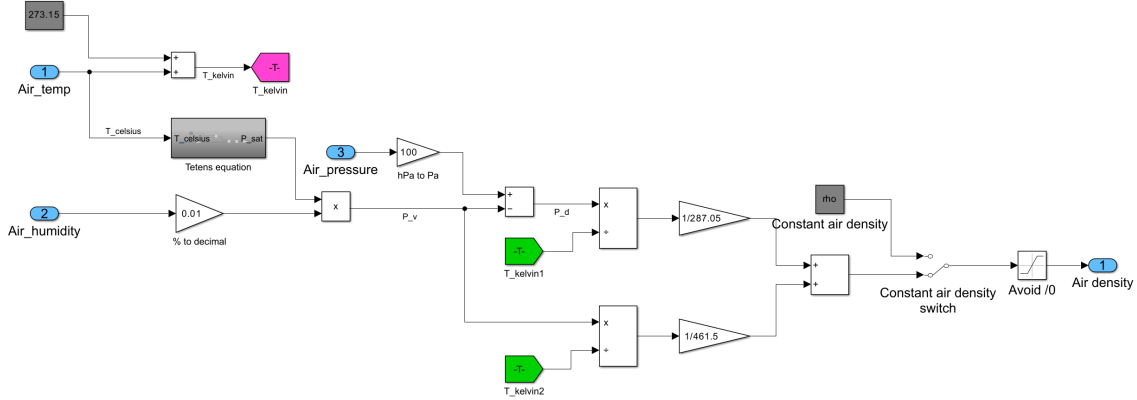 273.15
+
+
T_kelvin
-T-
T_kelvin
1
Air_temp
T_celsius
T_celsius
P_sat
Tetens equation
3
Air_pressure
100
hPa to Pa
2
Air_humidity
0.01
% to decimal
x
P_v
+
−
P_d
-T-
T_kelvin1
x
÷
1/287.05
x
÷
-T-
T_kelvin2
1/461.5
+
+
rho
Constant air density
Constant air density
switch
Avoid /0
1
Air density